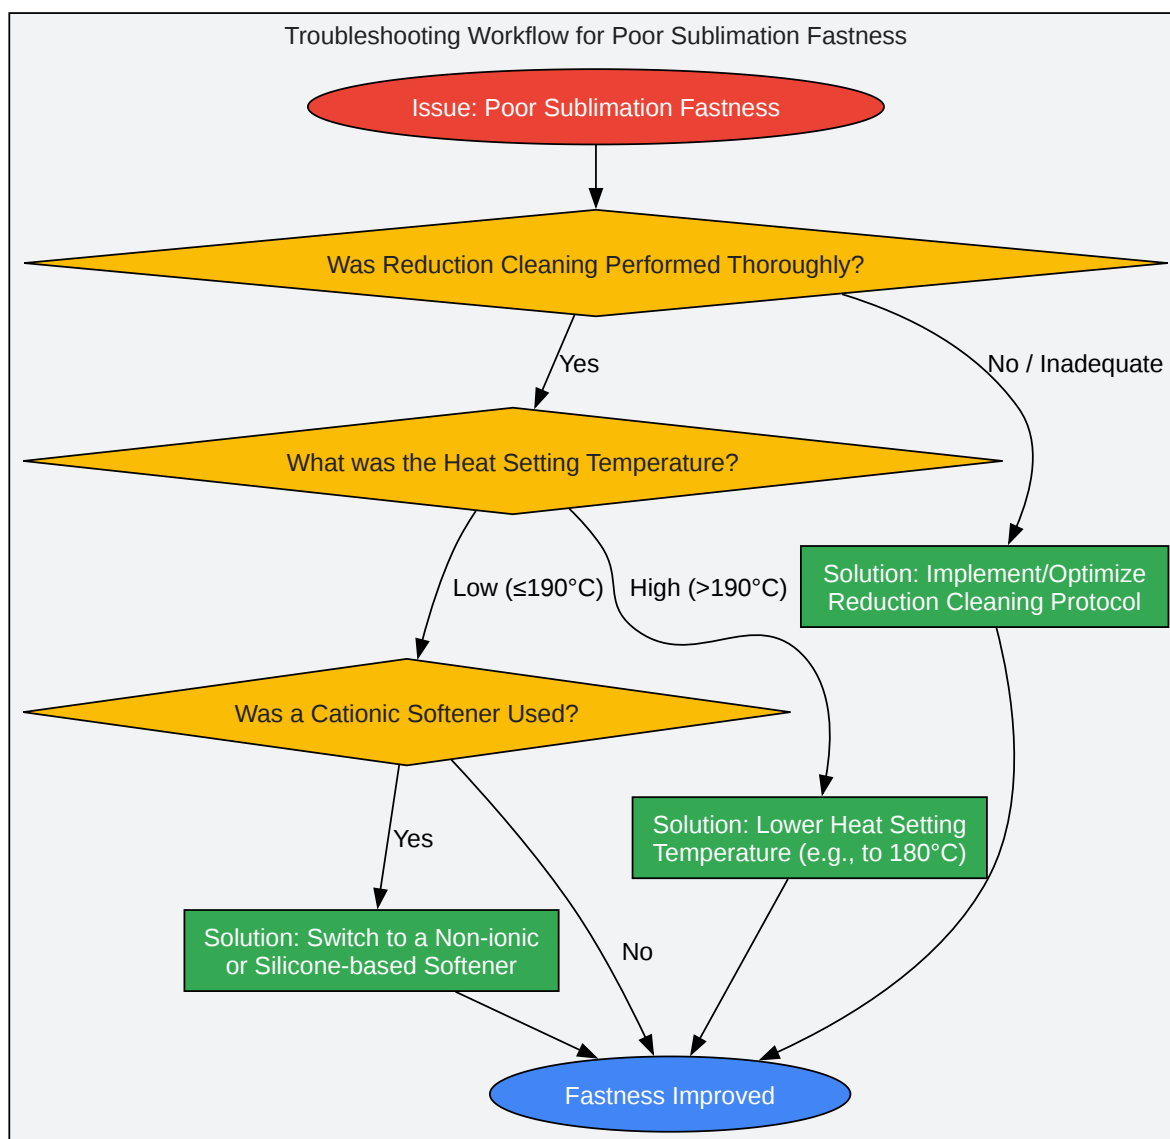 Troubleshooting Workflow for Poor Sublimation Fastness
Issue: Poor Sublimation Fastness
Was Reduction Cleaning Performed Thoroughly?
Yes
No / Inadequate
What was the Heat Setting Temperature?
Low (≤190°C)
High (>190°C)
Solution: Implement/Optimize
Reduction Cleaning Protocol
Was a Cationic Softener Used?
Yes
No
Solution: Lower Heat Setting
Temperature (e.g., to 180°C)
Solution: Switch to a Non-ionic
or Silicone-based Softener
Fastness Improved